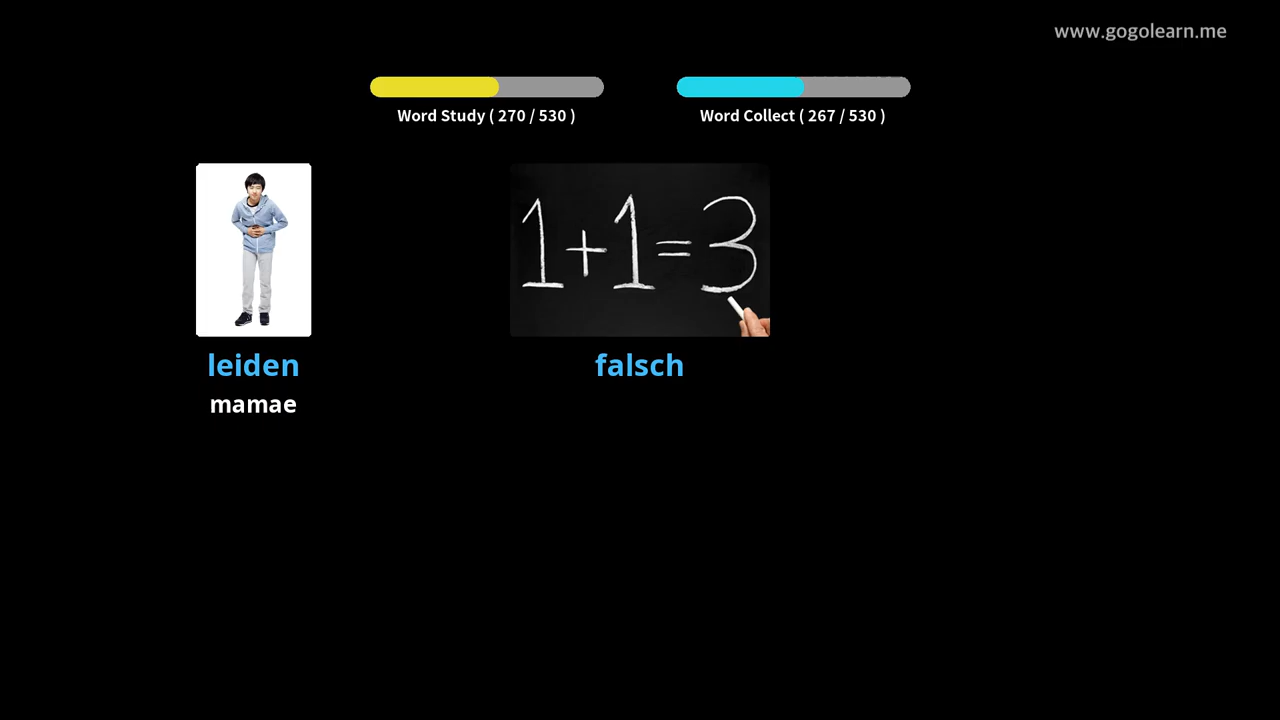 www.gogolearn.me
Word Study ( 270 / 530 )
Word Collect ( 267 / 530 )
1+1=3
leiden
falsch
mamae